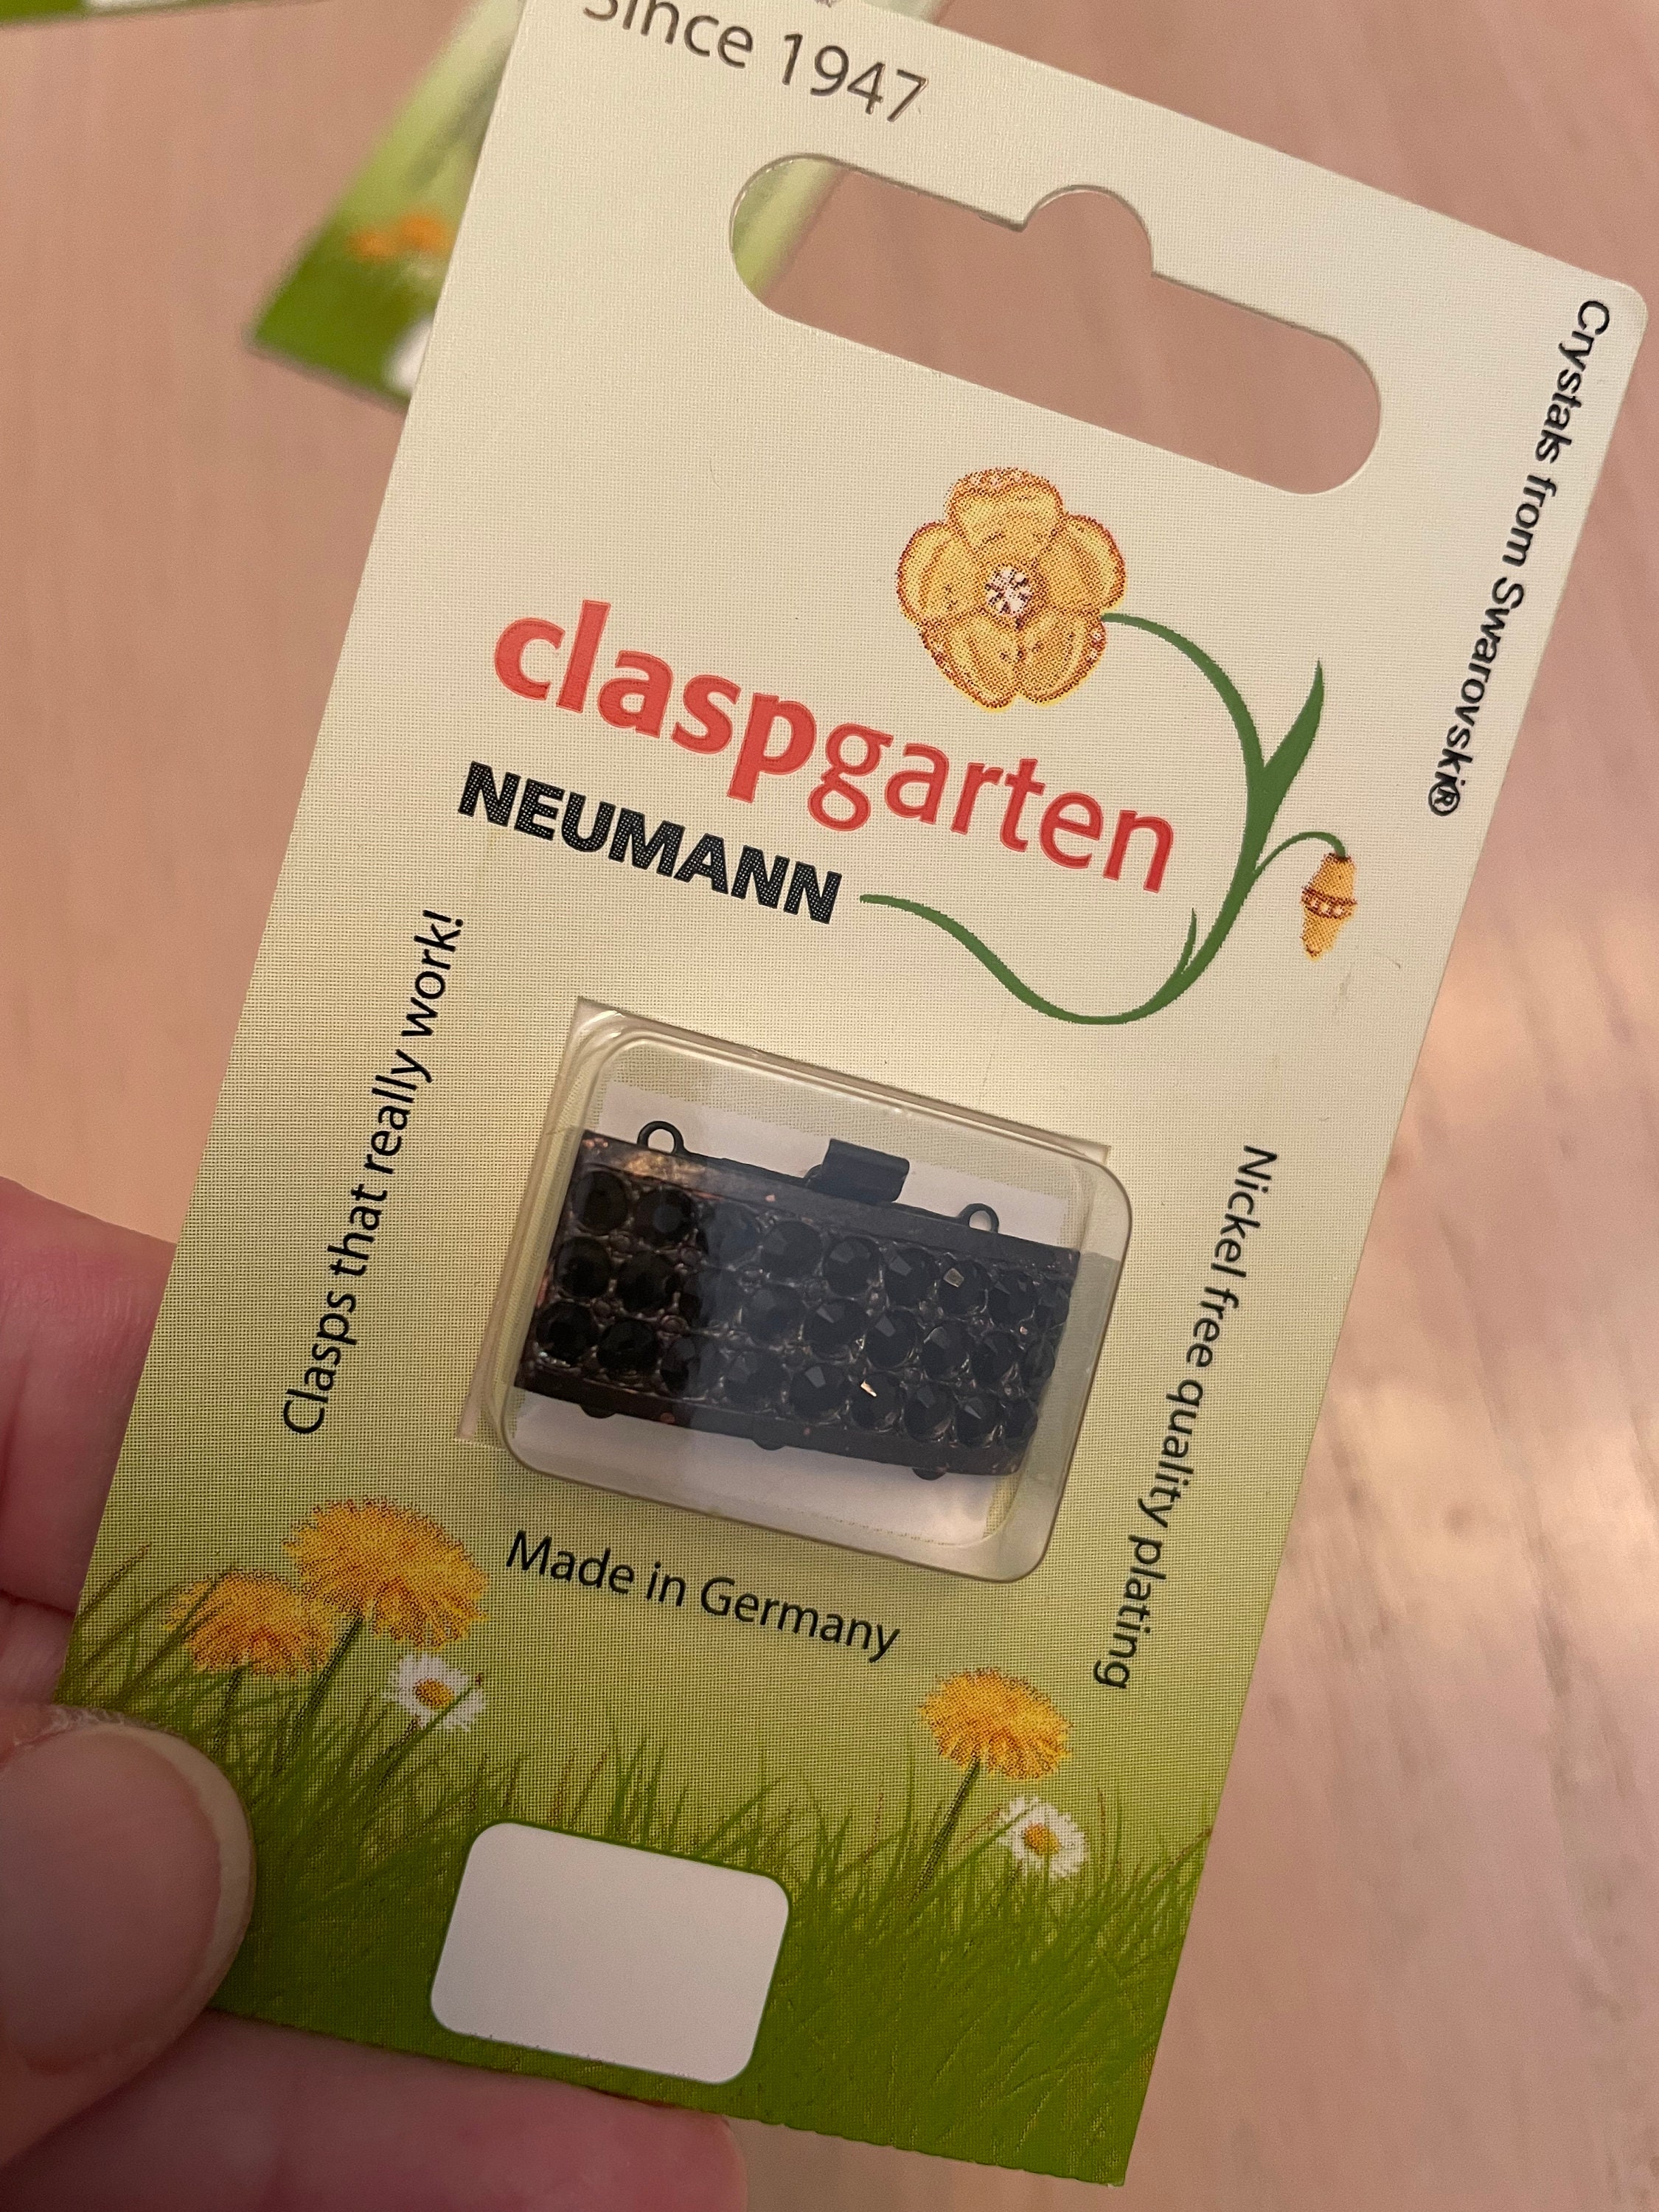 Since 1947
Crystals from Swarovski®
claspgarten
NEUMANN
Clasps that really work!
Nickel free quality plating
Made in Germany